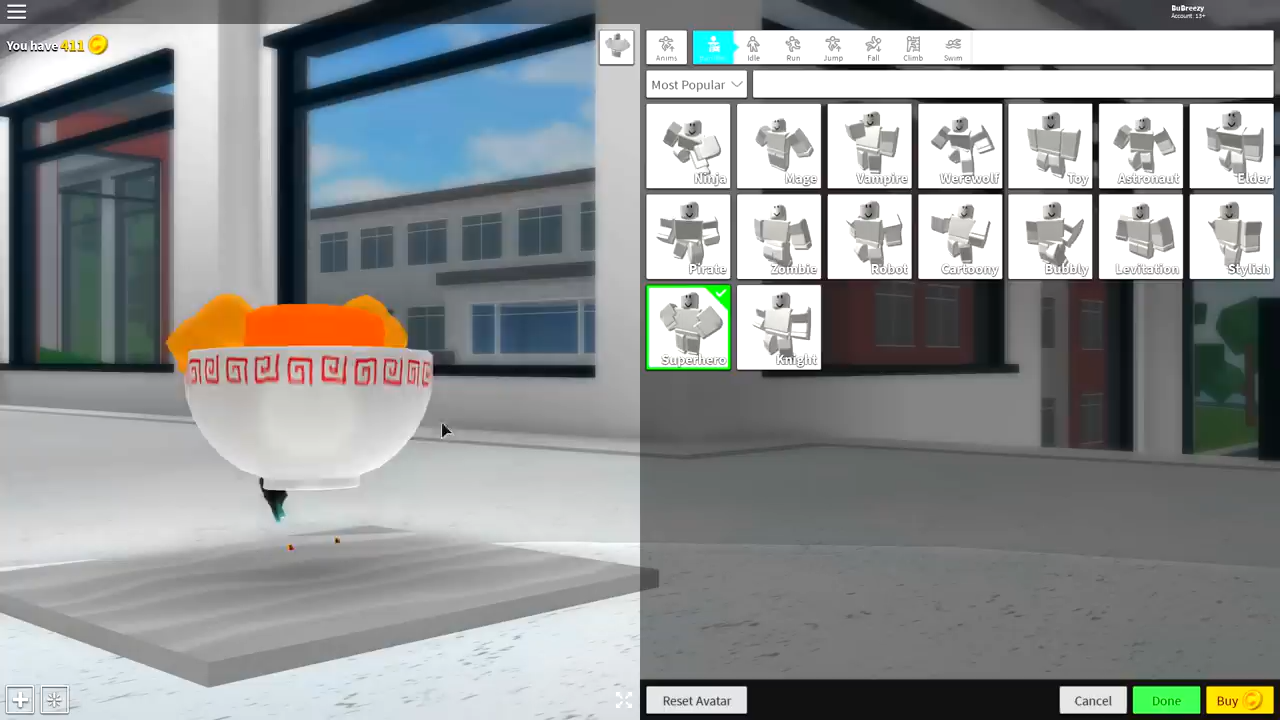 BuBreezy
Account: 13+
You have 411
Anims
Idle
Run
Jump
Fall
Climb
Swim
Most Popular
Ninja
Mage
Vampire
Werewolf
Toy
Astronaut
Elder
Pirate
Zombie
Robot
Cartoony
Bubbly
Levitation
Stylish
Superhero
Knight
Reset Avatar
Cancel
Done
Buy